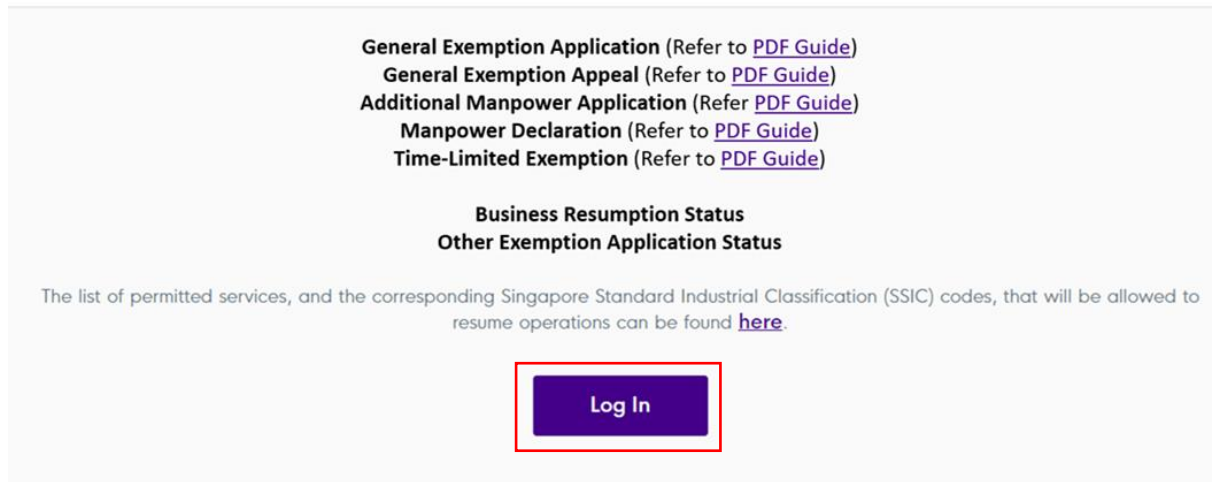 General Exemption Application (Refer to PDF Guide)
General Exemption Appeal (Refer to PDF Guide)
Additional Manpower Application (Refer PDF Guide)
Manpower Declaration (Refer to PDF Guide)
Time-Limited Exemption (Refer to PDF Guide)
Business Resumption Status
Other Exemption Application Status
The list of permitted services, and the corresponding Singapore Standard Industrial Classification (SSIC) codes, that will be allowed to
resume operations can be found here.
Log In